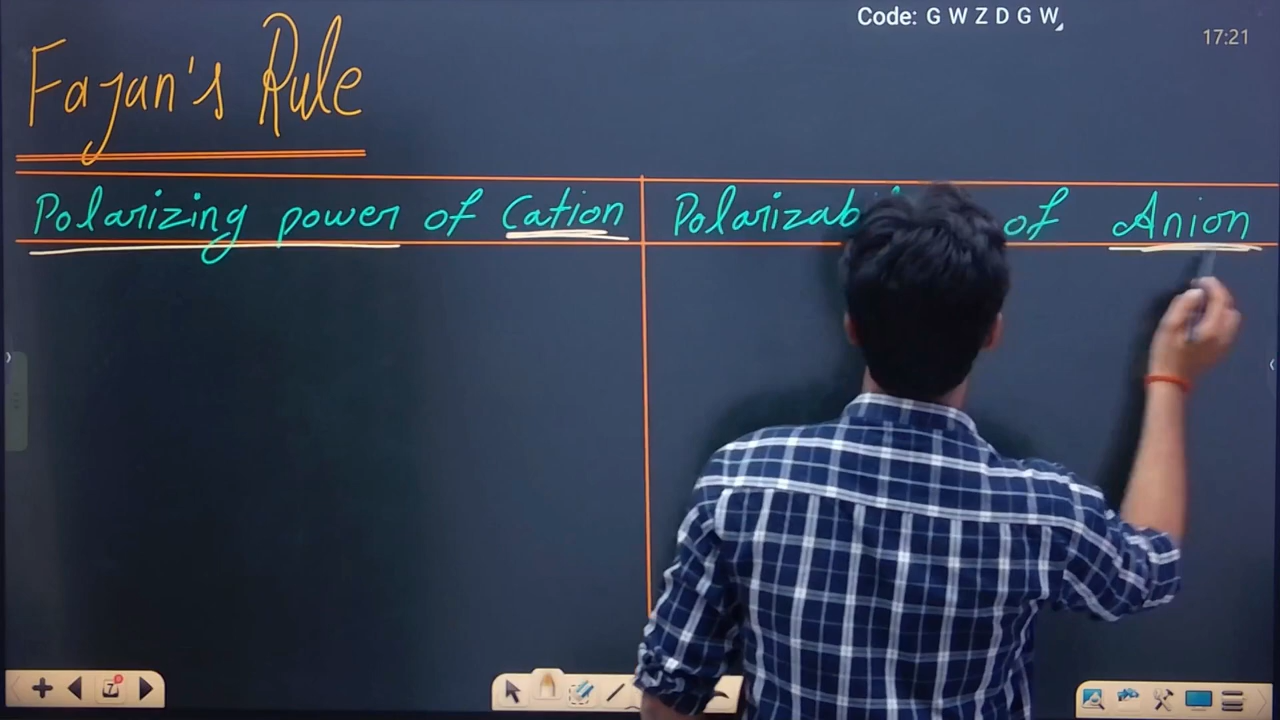 Code: G W Z D G W
17:21
Fajan's Rule
Polarizing power of Cation
of Anion